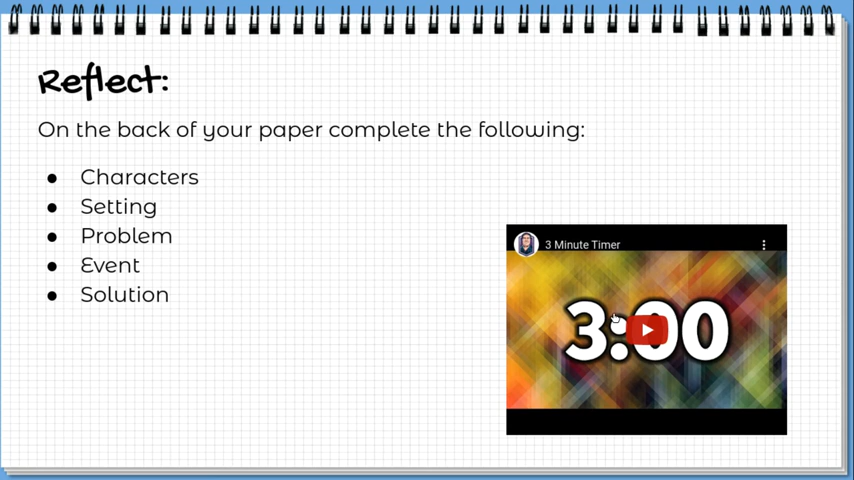 Reflect:
On the back of your paper complete the following:
● Characters
● Setting
● Problem
● Event
● Solution
3 Minute Timer
3:00